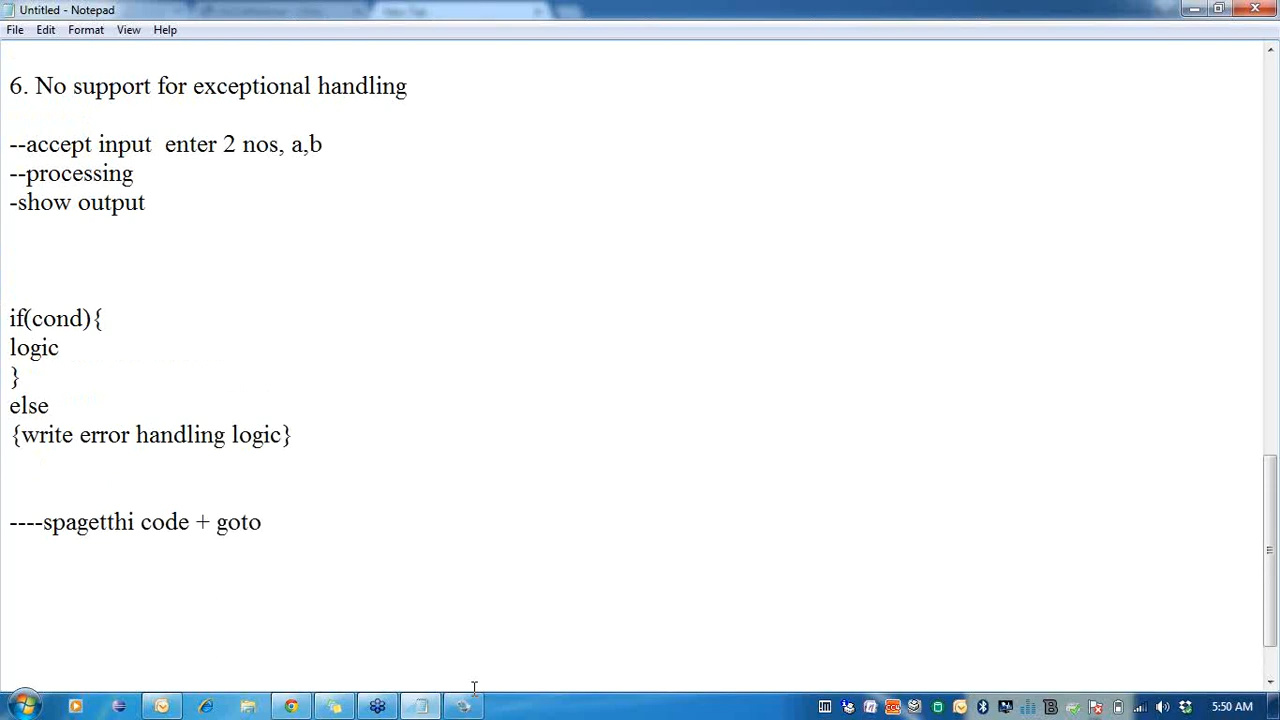 Untitled - Notepad
File Edit Format View Help
6. No support for exceptional handling
--accept input  enter 2 nos, a,b
--processing
-show output
if(cond){
logic
}
else
{write error handling logic}
----spagetthi code + goto
5:50 AM